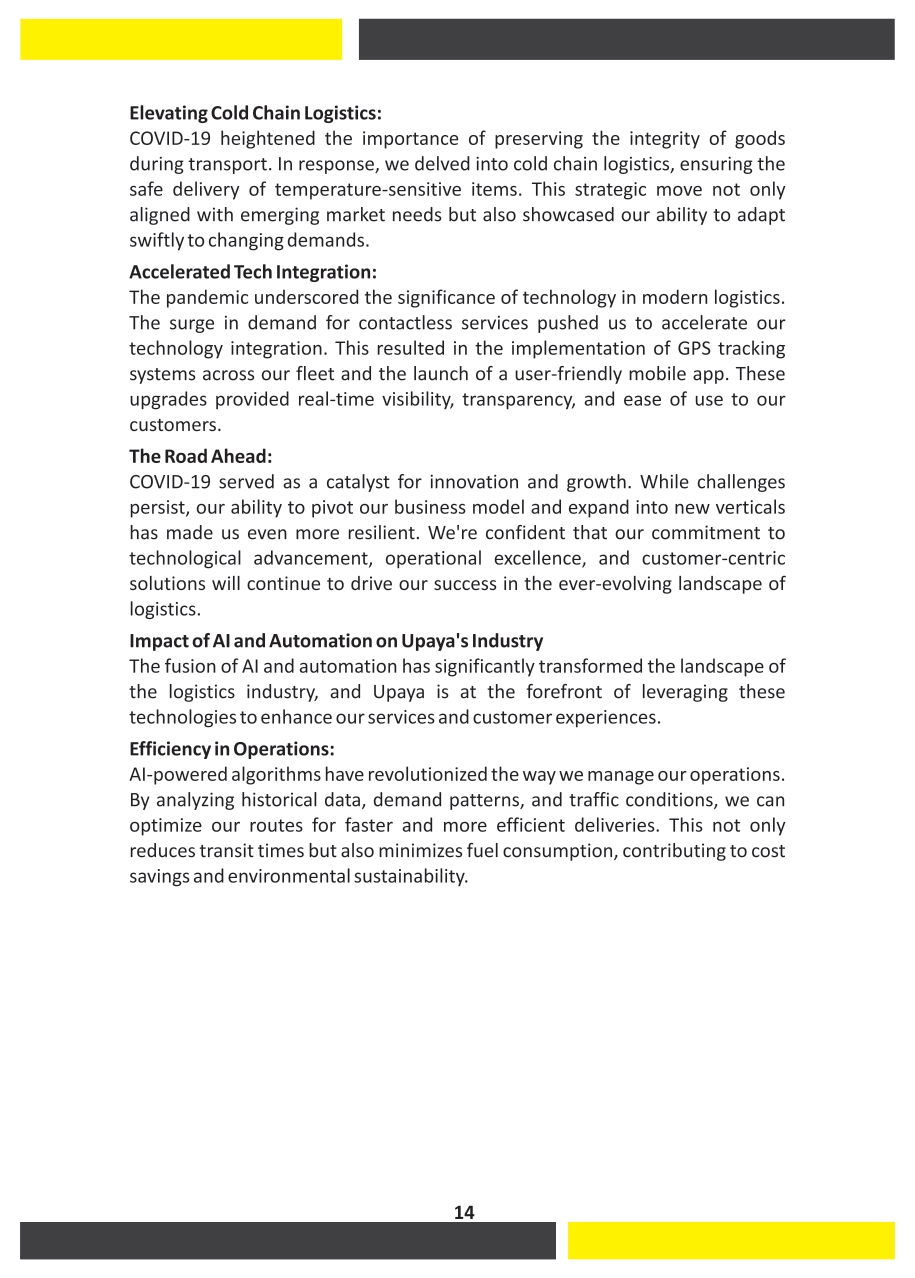 Elevating Cold Chain Logistics:
COVID-19 heightened the importance of preserving the integrity of goods
during transport. In response, we delved into cold chain logistics, ensuring the
safe delivery of temperature-sensitive items. This strategic move not only
aligned with emerging market needs but also showcased our ability to adapt
swiftly to changing demands.
Accelerated Tech Integration:
The pandemic underscored the significance of technology in modern logistics.
The surge in demand for contactless services pushed us to accelerate our
technology integration. This resulted in the implementation of GPS tracking
systems across our fleet and the launch of a user-friendly mobile app. These
upgrades provided real-time visibility, transparency, and ease of use to our
customers.
The Road Ahead:
COVID-19 served as a catalyst for innovation and growth. While challenges
persist, our ability to pivot our business model and expand into new verticals
has made us even more resilient. We're confident that our commitment to
technological advancement, operational excellence, and customer-centric
solutions will continue to drive our success in the ever-evolving landscape of
logistics.
Impact of AI and Automation on Upaya's Industry
The fusion of AI and automation has significantly transformed the landscape of
the logistics industry, and Upaya is at the forefront of leveraging these
technologies to enhance our services and customer experiences.
Efficiency in Operations:
AI-powered algorithms have revolutionized the way we manage our operations.
By analyzing historical data, demand patterns, and traffic conditions, we can
optimize our routes for faster and more efficient deliveries. This not only
reduces transit times but also minimizes fuel consumption, contributing to cost
savings and environmental sustainability.
14